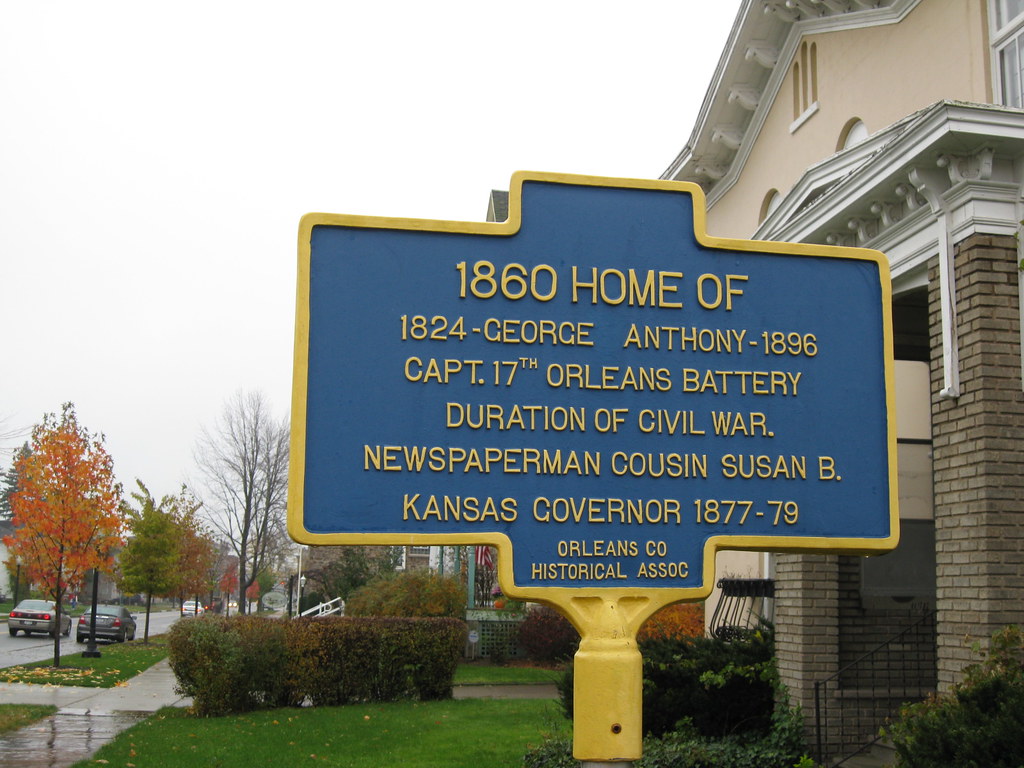 1860 HOME OF
1824-GEORGE ANTHONY-1896
CAPT. 17TH ORLEANS BATTERY
DURATION OF CIVIL WAR.
NEWSPAPERMAN COUSIN SUSAN B.
KANSAS GOVERNOR 1877-79
ORLEANS CO
HISTORICAL ASSOC